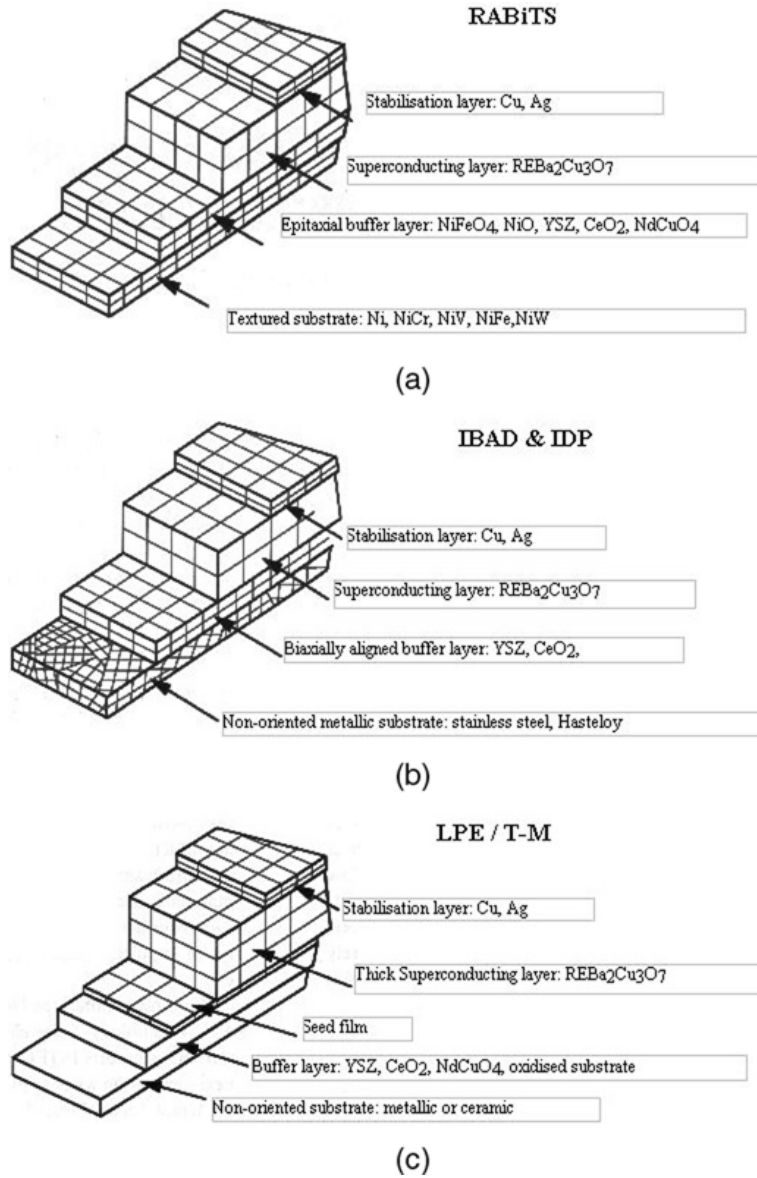 RABiTS
Stabilisation layer: Cu, Ag
Superconducting layer: REBa2Cu3O7
Epitaxial buffer layer: NiFeO4, NiO, YSZ, CeO2, NdCuO4
Textured substrate: Ni, NiCr, NiV, NiFe,NiW
(a)
IBAD & IDP
Stabilisation layer: Cu, Ag
Superconducting layer: REBa2Cu3O7
Biaxially aligned buffer layer: YSZ, CeO2,
Non-oriented metallic substrate: stainless steel, Hasteloy
(b)
LPE / T-M
Stabilisation layer: Cu, Ag
Thick Superconducting layer: REBa2Cu3O7
Seed film
Buffer layer: YSZ, CeO2, NdCuO4, oxidised substrate
Non-oriented substrate: metallic or ceramic
(c)